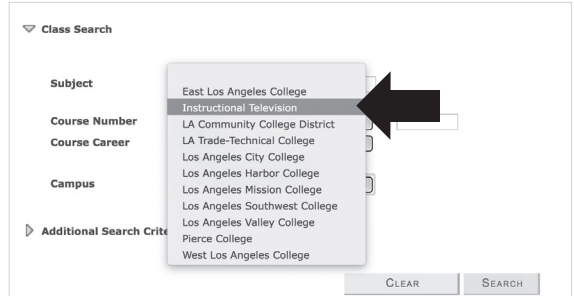 Class Search
Subject
East Los Angeles College
Instructional Television
Course Number
LA Community College District
Course Career
LA Trade-Technical College
Los Angeles City College
Los Angeles Harbor College
Campus
Los Angeles Mission College
Los Angeles Southwest College
Los Angeles Valley College
Additional Search Crite
Pierce College
West Los Angeles College
CLEAR
SEARCH